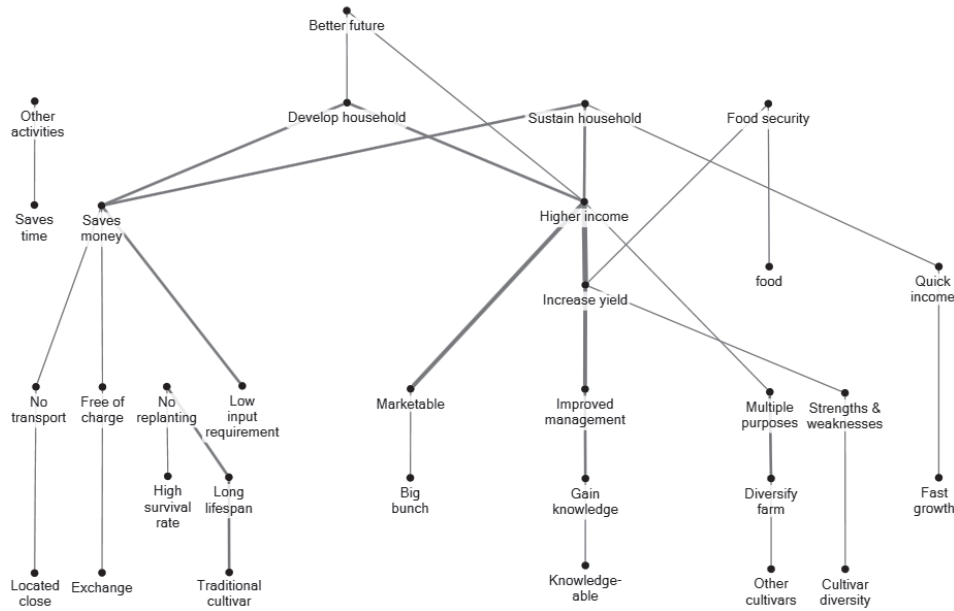 Better future
Other
activities
Develop household
Sustain household
Food security
Saves
time
Saves
money
Higher income
Increase yield
food
Quick
income
No
transport
Free of
charge
No
replanting
Low
input
requirement
Marketable
Improved
management
Multiple
purposes
Strengths &
weaknesses
High
survival
rate
Long
lifespan
Big
bunch
Gain
knowledge
Diversify
farm
Fast
growth
Located
close
Exchange
Traditional
cultivar
Knowledge-
able
Other
cultivars
Cultivar
diversity